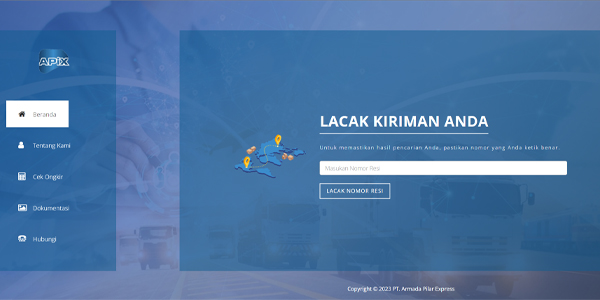 APiX
Beranda
Tentang Kami
Cek Ongkir
Dokumentasi
Hubungi
LACAK KIRIMAN ANDA
Untuk memastikan hasil pencarian Anda, pastikan nomor yang Anda ketik benar.
Masukan Nomor Resi
LACAK NOMOR RESI
Copyright © 2023 PT. Armada Pilar Express